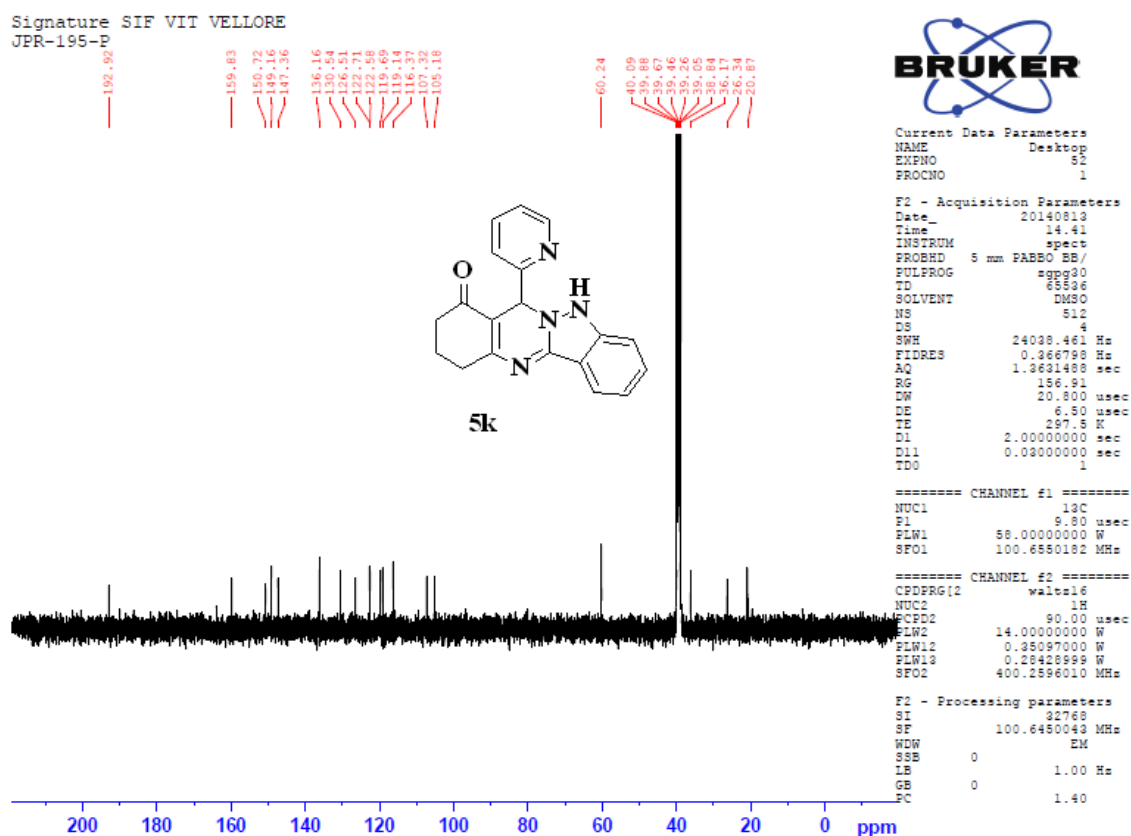 Signature SIF VIT VELLORE
JPR-195-P
192.92
159.83
150.72
149.16
147.36
136.16
130.54
126.51
122.71
122.58
119.69
119.14
116.37
107.32
105.18
60.24
40.09
39.88
39.67
39.46
39.26
39.05
38.84
36.17
26.34
20.87
BRUKER
Current Data Parameters
NAME Desktop
EXPNO 52
PROCNO 1
F2 - Acquisition Parameters
Date_ 20140813
Time 14.41
INSTRUM spect
PROBHD 5 mm PABBO BB/
PULPROG zgpg30
TD 65536
SOLVENT DMSO
NS 512
DS 4
SWH 24038.461 Hz
FIDRES 0.366798 Hz
AQ 1.3631488 sec
RG 156.91
DW 20.800 usec
DE 6.50 usec
TE 297.5 K
D1 2.00000000 sec
D11 0.03000000 sec
TD0 1
======== CHANNEL f1 ========
NUC1 13C
P1 9.80 usec
PLW1 58.00000000 W
SFO1 100.6550182 MHz
======== CHANNEL f2 ========
CPDPRG[2 waltz16
NUC2 1H
PCPD2 90.00 usec
PLW2 14.00000000 W
PLW12 0.35097000 W
PLW13 0.28428999 W
SFO2 400.2596010 MHz
F2 - Processing parameters
SI 32768
SF 100.6450043 MHz
WDW EM
SSB 0
LB 1.00 Hz
GB 0
PC 1.40
N
O
H
N
N
N
5k
200 180 160 140 120 100 80 60 40 20 0 ppm